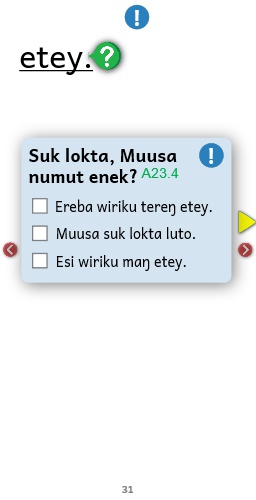 etey.
Suk lokta, Muusa
numut enek? A23.4
Ereba wiriku tereŋ etey.
Muusa suk lokta luto.
Esi wiriku maŋ etey.
31